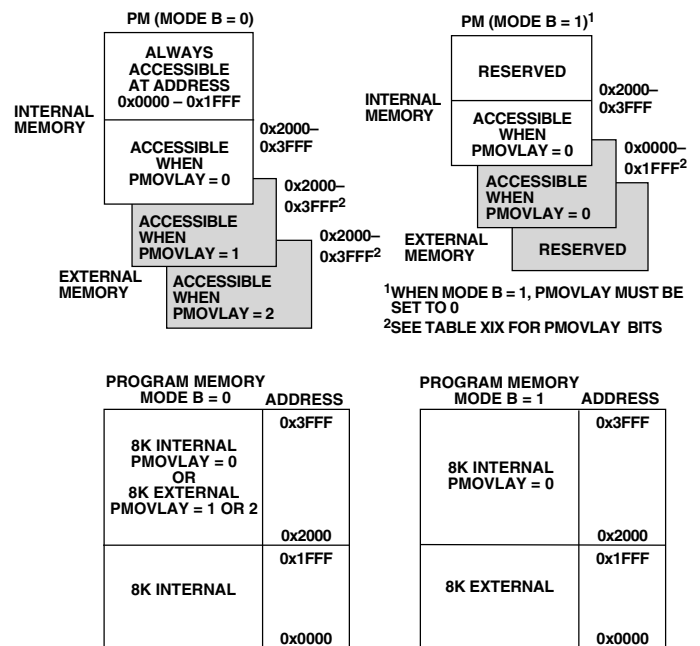 PM (MODE B = 0)
ALWAYS
ACCESSIBLE
AT ADDRESS
0x0000 – 0x1FFF
INTERNAL
MEMORY
ACCESSIBLE
WHEN
PMOVLAY = 0
0x2000–
0x3FFF
0x2000–
0x3FFF²
ACCESSIBLE
WHEN
PMOVLAY = 1
0x2000–
0x3FFF²
EXTERNAL
MEMORY
ACCESSIBLE
WHEN
PMOVLAY = 2
PM (MODE B = 1)¹
RESERVED
INTERNAL
MEMORY
0x2000–
0x3FFF
ACCESSIBLE
WHEN
PMOVLAY = 0
0x0000–
0x1FFF²
ACCESSIBLE
WHEN
PMOVLAY = 0
EXTERNAL
MEMORY
RESERVED
¹WHEN MODE B = 1, PMOVLAY MUST BE
SET TO 0
²SEE TABLE XIX FOR PMOVLAY BITS
PROGRAM MEMORY
MODE B = 0
ADDRESS
0x3FFF
8K INTERNAL
PMOVLAY = 0
OR
8K EXTERNAL
PMOVLAY = 1 OR 2
0x2000
0x1FFF
8K INTERNAL
0x0000
PROGRAM MEMORY
MODE B = 1
ADDRESS
0x3FFF
8K INTERNAL
PMOVLAY = 0
0x2000
0x1FFF
8K EXTERNAL
0x0000